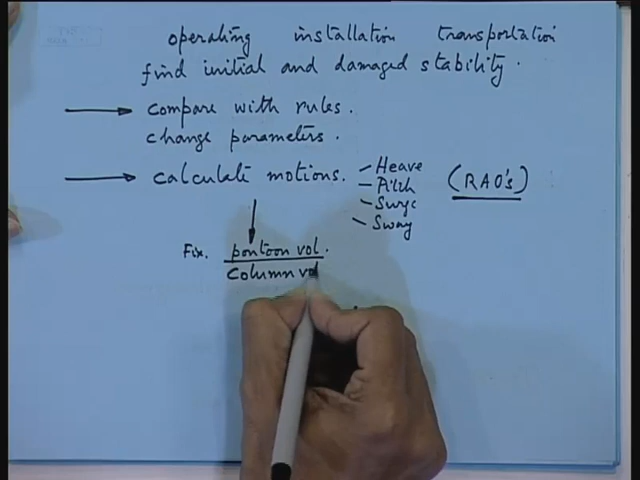 operating installation transportation
find initial and damaged stability.
compare with rules.
change parameters.
calculate motions. Heave
Pitch
Surge
Sway
(RAO's)
Fix. pontoon vol.
Column vol